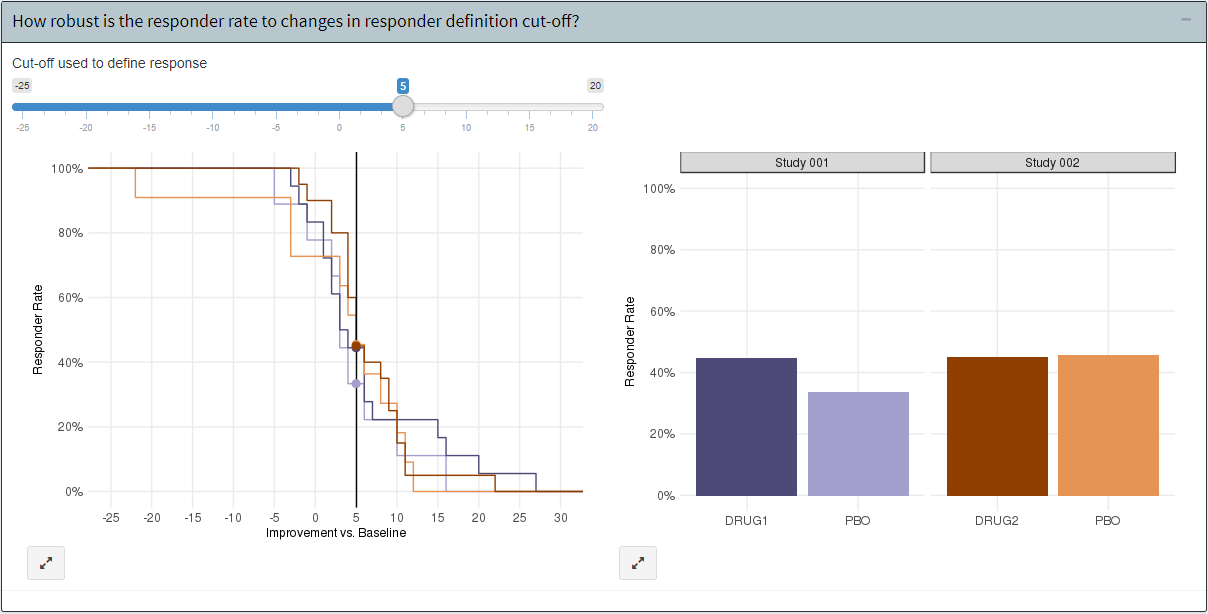 How robust is the responder rate to changes in responder definition cut-off?
Cut-off used to define response
-25 5 20
-25 -20 -15 -10 -5 0 5 10 15 20
100%
80%
60%
40%
20%
0%
Responder Rate
-25 -20 -15 -10 -5 0 5 10 15 20 25 30
Improvement vs. Baseline
Study 001 Study 002
100%
80%
60%
40%
20%
0%
Responder Rate
DRUG1 PBO DRUG2 PBO